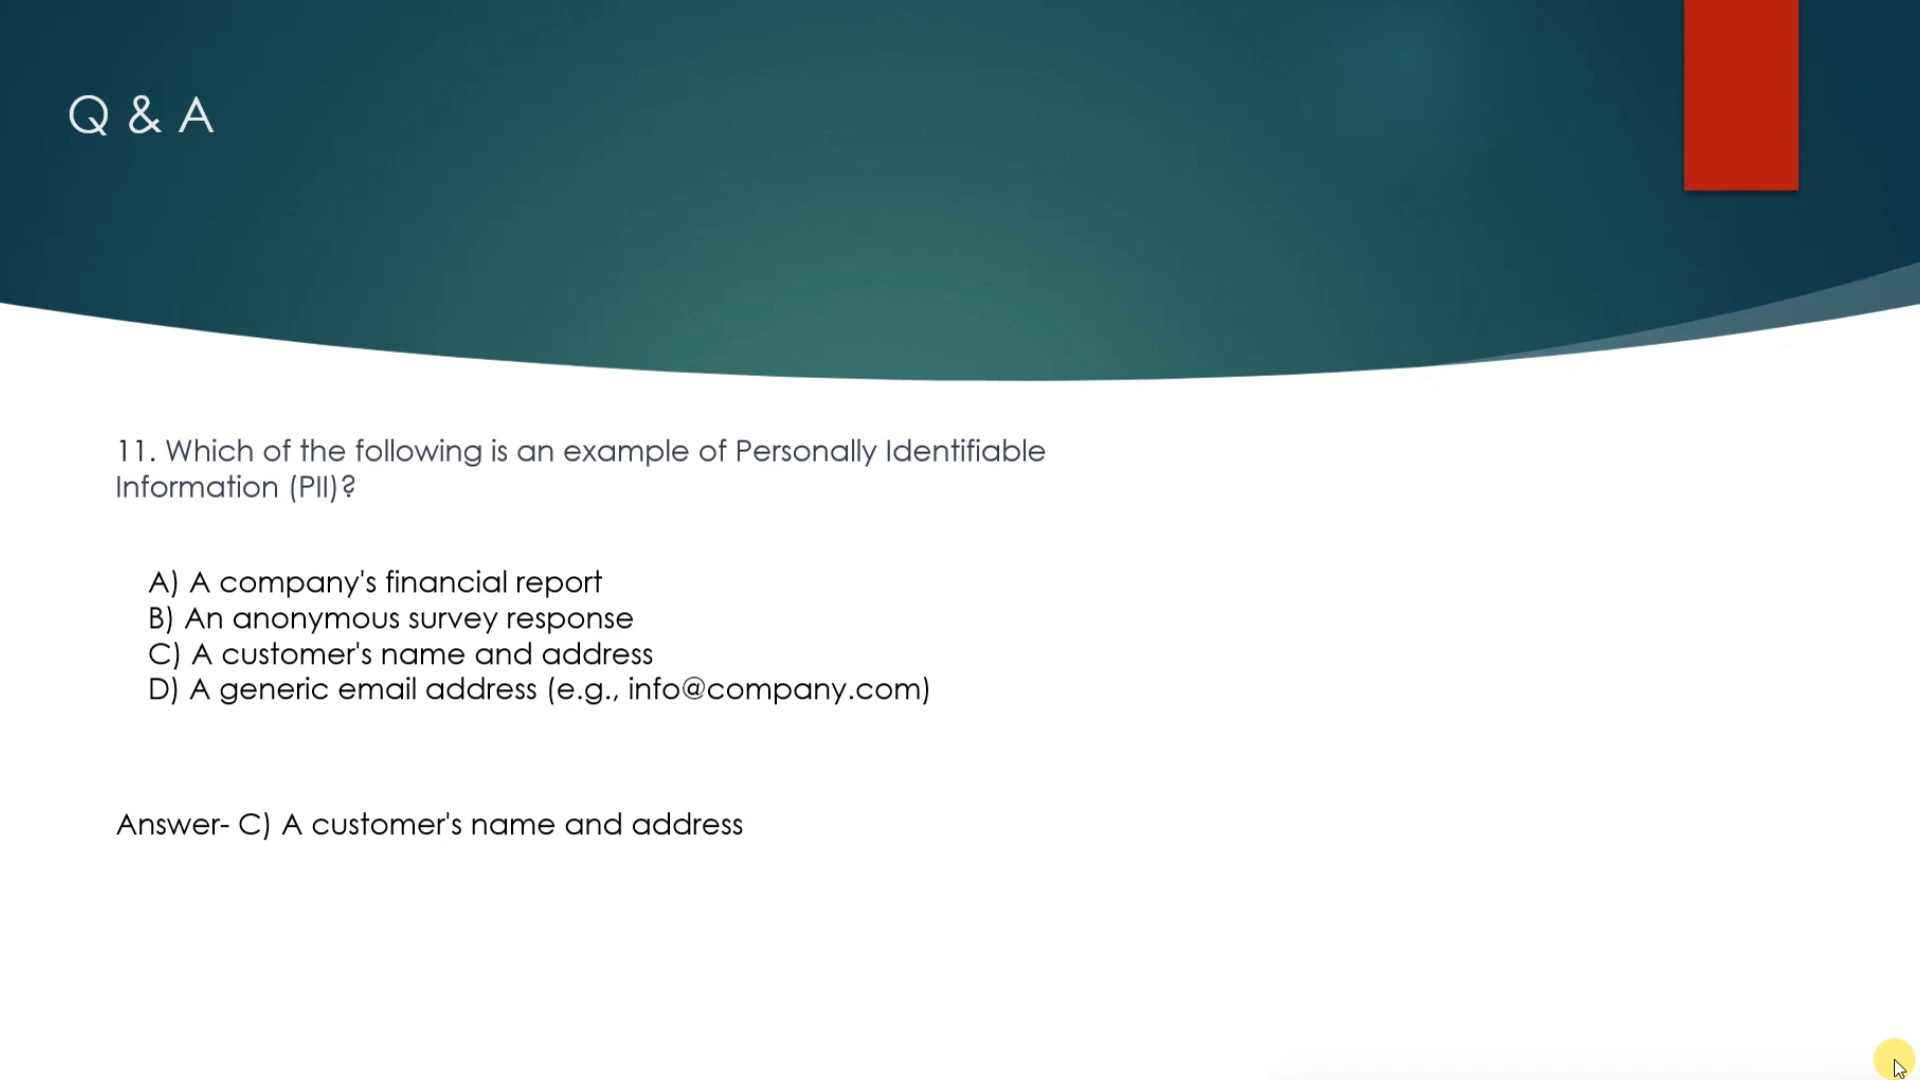 Q & A
11. Which of the following is an example of Personally Identifiable
Information (PII)?
A) A company's financial report
B) An anonymous survey response
C) A customer's name and address
D) A generic email address (e.g., info@company.com)
Answer- C) A customer's name and address